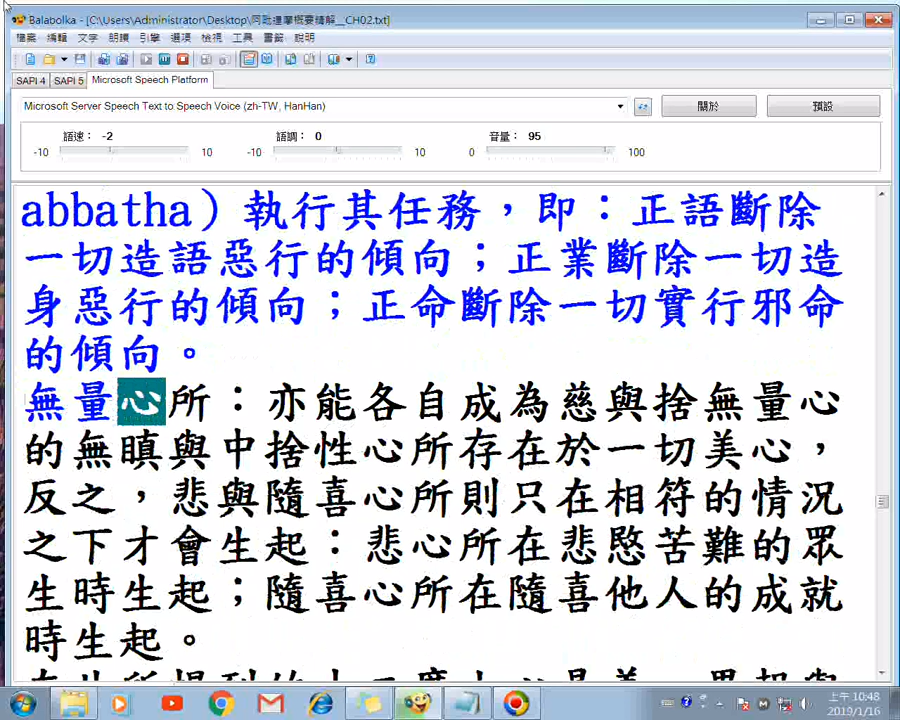 Balabolka - [C:\Users\Administrator\Desktop\阿毗達摩概要精解__CH02.txt]
檔案 編輯 文字 朗讀 引擎 選項 檢視 工具 書籤 說明
SAPI 4 SAPI 5 Microsoft Speech Platform
Microsoft Server Speech Text to Speech Voice (zh-TW, HanHan) 關於 預設
語速： -2 語調： 0 音量： 95
-10 10 -10 10 0 100
abbatha）執行其任務，即：正語斷除
一切造語惡行的傾向；正業斷除一切造
身惡行的傾向；正命斷除一切實行邪命
的傾向。
無量心所：亦能各自成為慈與捨無量心
的無瞋與中捨性心所存在於一切美心，
反之，悲與隨喜心所則只在相符的情況
之下才會生起：悲心所在悲愍苦難的眾
生時生起；隨喜心所在隨喜他人的成就
時生起。
上午 10:48
2019/1/16